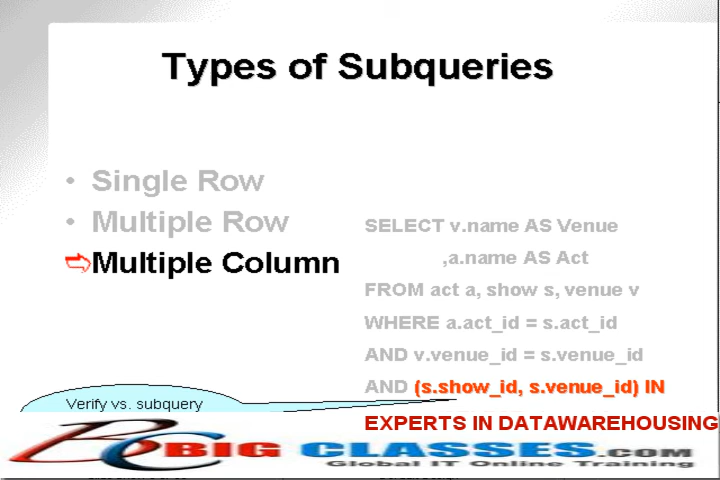 Types of Subqueries
• Single Row
• Multiple Row
➩Multiple Column
SELECT v.name AS Venue
,a.name AS Act
FROM act a, show s, venue v
WHERE a.act_id = s.act_id
AND v.venue_id = s.venue_id
AND (s.show_id, s.venue_id) IN
Verify vs. subquery
EXPERTS IN DATAWAREHOUSING
BIG CLASSES.COM
Global IT Online Training